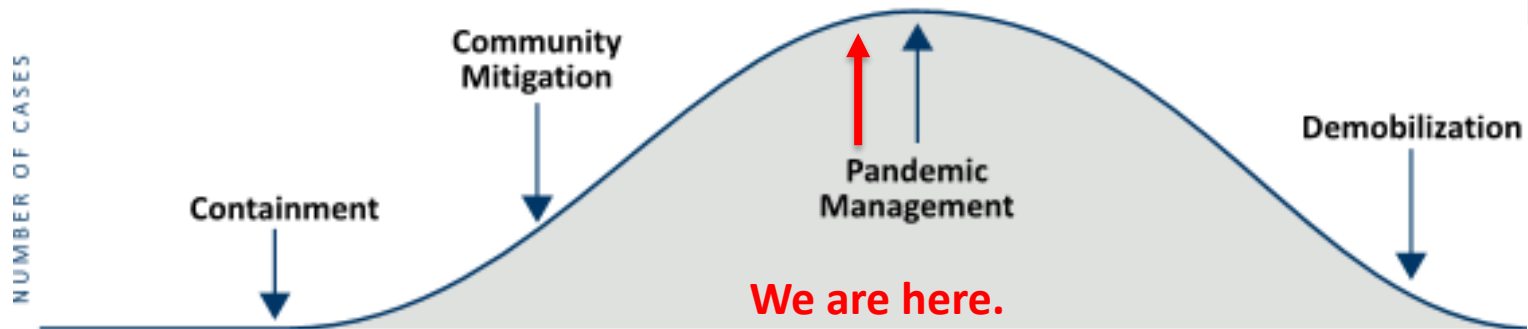 NUMBER OF CASES
Containment
Community
Mitigation
Pandemic
Management
Demobilization
We are here.